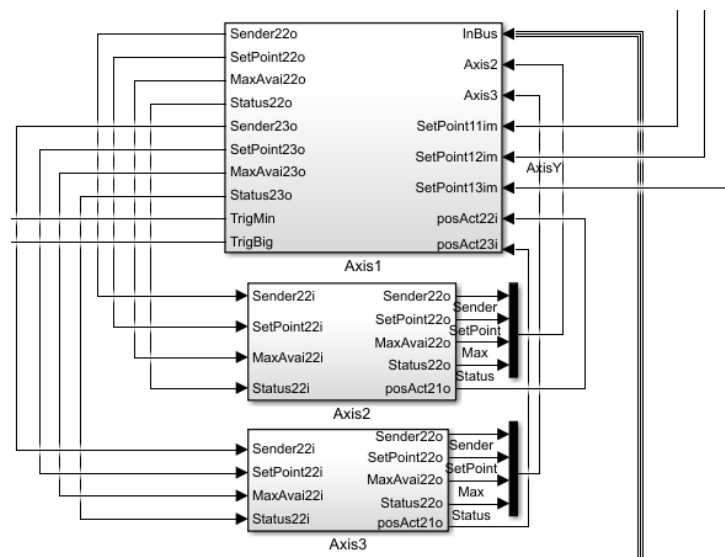 Sender22o
SetPoint22o
MaxAvai22o
Status22o
Sender23o
SetPoint23o
MaxAvai23o
Status23o
TrigMin
TrigBig
InBus
Axis2
Axis3
SetPoint11im
SetPoint12im
SetPoint13im
posAct22i
posAct23i
AxisY
Axis1
Sender22i
SetPoint22i
MaxAvai22i
Status22i
Sender22o
SetPoint22o
MaxAvai22o
Status22o
posAct21o
Sender
SetPoint
Max
Status
Axis2
Sender22i
SetPoint22i
MaxAvai22i
Status22i
Sender22o
SetPoint22o
MaxAvai22o
Status22o
posAct21o
Sender
SetPoint
Max
Status
Axis3